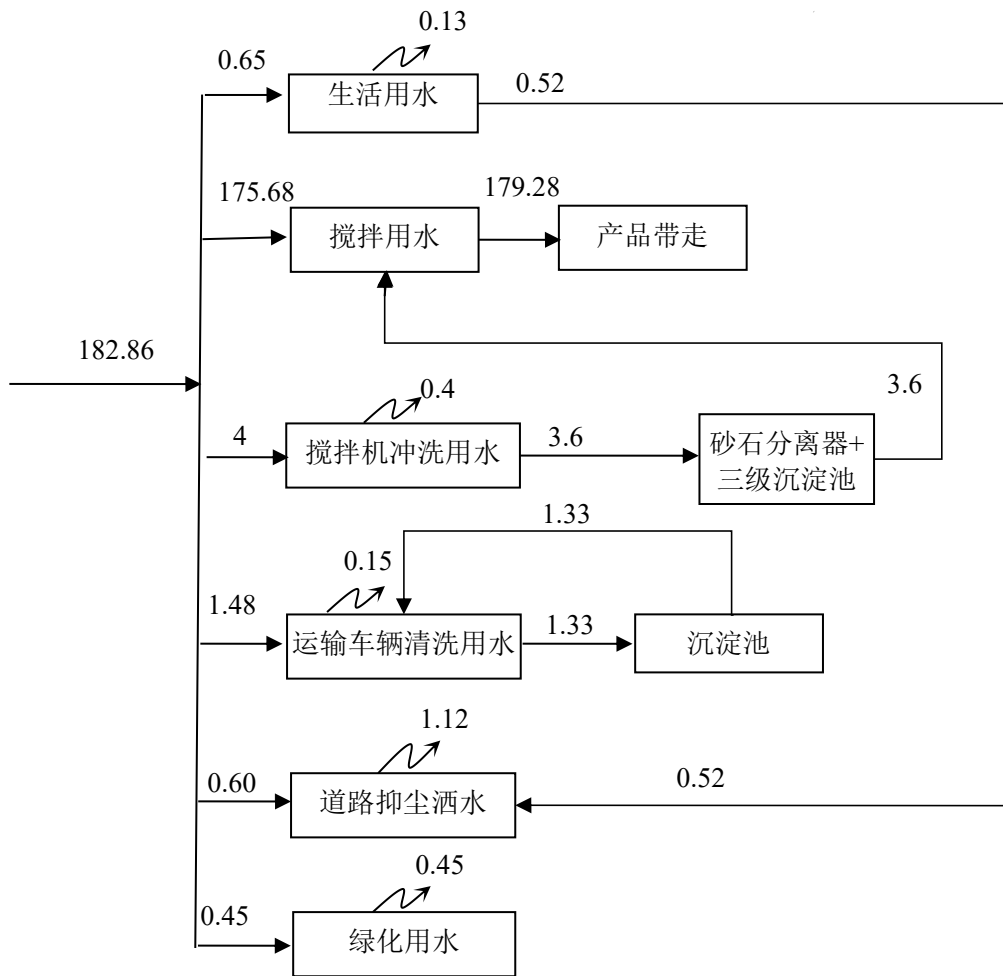 0.13
0.65
生活用水
0.52
175.68
搅拌用水
179.28
产品带走
182.86
0.4
3.6
4
搅拌机冲洗用水
3.6
砂石分离器+
三级沉淀池
1.33
0.15
1.48
运输车辆清洗用水
1.33
沉淀池
1.12
0.60
道路抑尘洒水
0.52
0.45
0.45
绿化用水